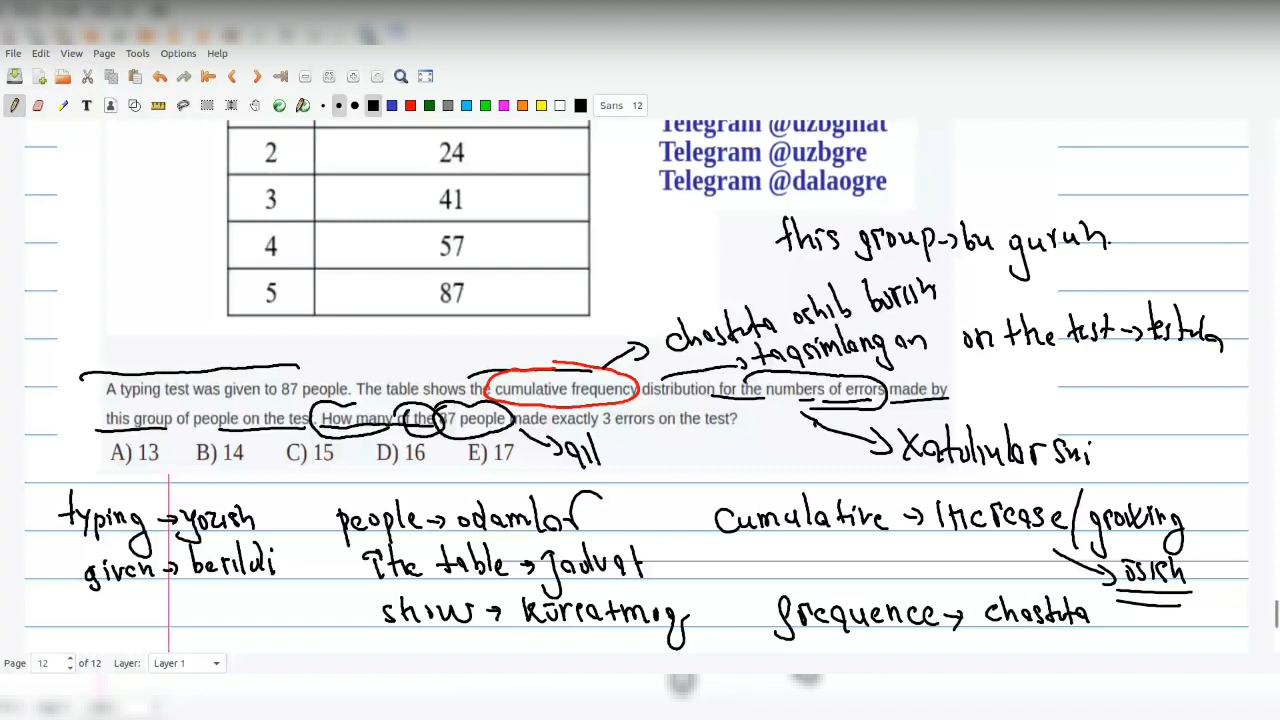 File Edit View Page Tools Options Help
Sans 12
2 24
3 41
4 57
5 87
Telegram @uzbgmat
Telegram @uzbgre
Telegram @dalaogre
this group→bu guruh.
chastota oshib borish
taqsimlangan
on the test→testda
A typing test was given to 87 people. The table shows the cumulative frequency distribution for the numbers of errors made by
this group of people on the test. How many of the 87 people made exactly 3 errors on the test?
A) 13 B) 14 C) 15 D) 16 E) 17
typing → yozish
given → berildi
people → odamlar
The table → Jadval
shows →
cumulative → increase/growing
osish
frequence → chastota
Page 12 of 12 Layer: Layer 1